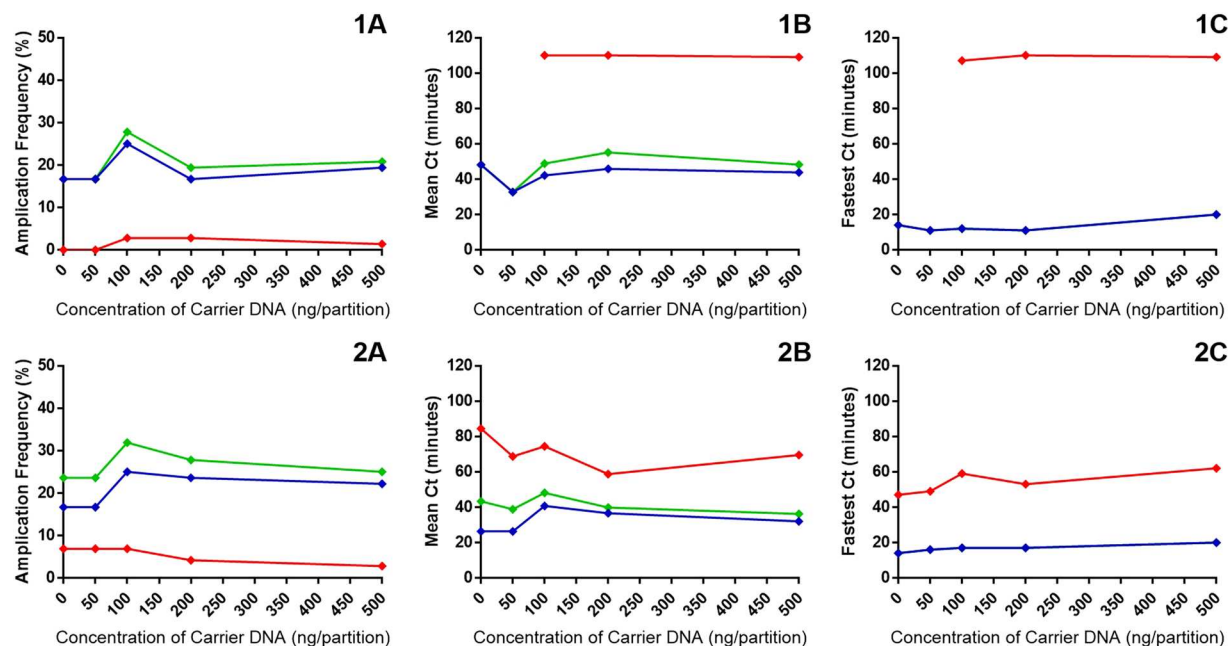 1A
Amplication Frequency (%)
50
40
30
20
10
0
0 50 100 150 200 250 300 350 400 450 500
Concentration of Carrier DNA (ng/partition)
1B
Mean Ct (minutes)
120
100
80
60
40
20
0
0 50 100 150 200 250 300 350 400 450 500
Concentration of Carrier DNA (ng/partition)
1C
Fastest Ct (minutes)
120
100
80
60
40
20
0
0 50 100 150 200 250 300 350 400 450 500
Concentration of Carrier DNA (ng/partition)
2A
Amplication Frequency (%)
50
40
30
20
10
0
0 50 100 150 200 250 300 350 400 450 500
Concentration of Carrier DNA (ng/partition)
2B
Mean Ct (minutes)
120
100
80
60
40
20
0
0 50 100 150 200 250 300 350 400 450 500
Concentration of Carrier DNA (ng/partition)
2C
Fastest Ct (minutes)
120
100
80
60
40
20
0
0 50 100 150 200 250 300 350 400 450 500
Concentration of Carrier DNA (ng/partition)